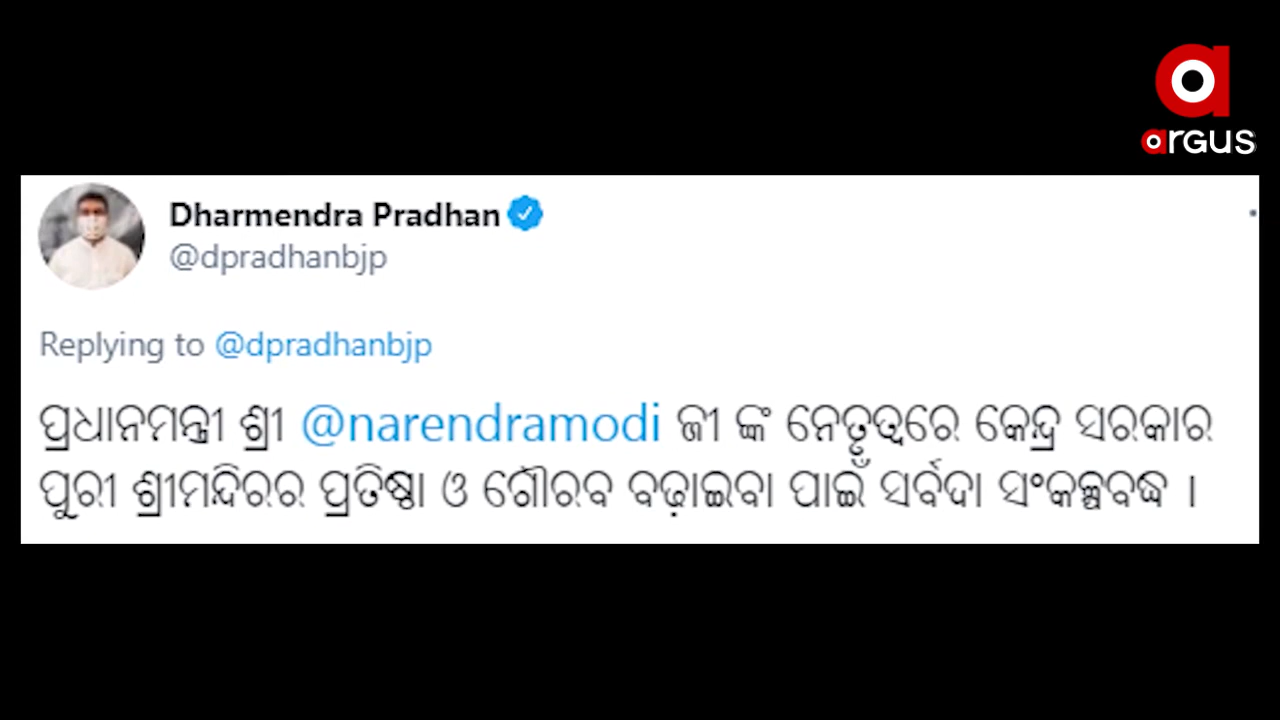 argus
Dharmendra Pradhan
@dpradhanbjp
Replying to @dpradhanbjp
ପ୍ରଧାନମନ୍ତ୍ରୀ ଶ୍ରୀ @narendramodi ଜୀ ଙ୍କ ନେତୃତ୍ୱରେ କେନ୍ଦ୍ର ସରକାର
ପୁରୀ ଶ୍ରୀମନ୍ଦିରର ପ୍ରତିଷ୍ଠା ଓ ଗୌରବ ବଢ଼ାଇବା ପାଇଁ ସର୍ବଦା ସଂକଳ୍ପବଦ୍ଧ ।